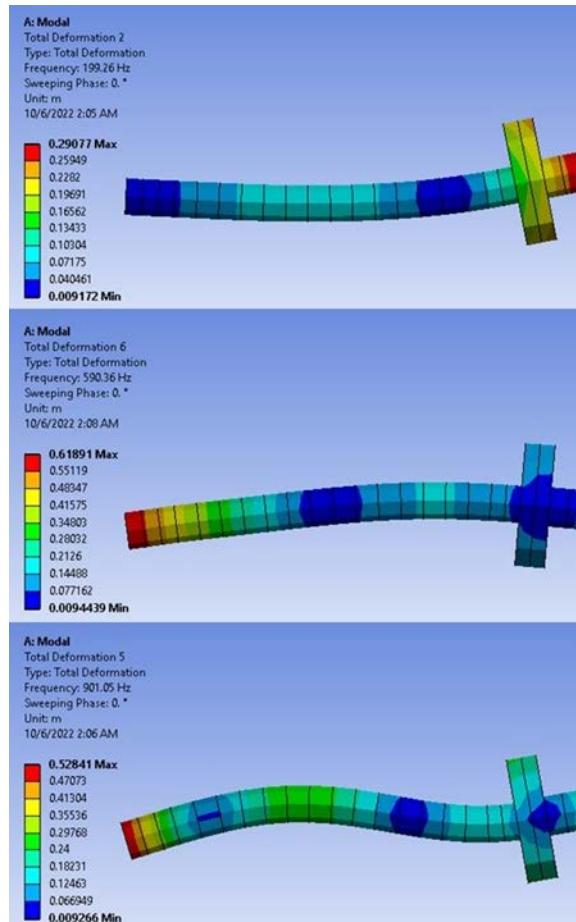 A: Modal
Total Deformation 2
Type: Total Deformation
Frequency: 199.26 Hz
Sweeping Phase: 0. °
Unit: m
10/6/2022 2:05 AM
0.29077 Max
0.25949
0.2282
0.19691
0.16562
0.13433
0.10304
0.07175
0.040461
0.009172 Min
A: Modal
Total Deformation 6
Type: Total Deformation
Frequency: 590.36 Hz
Sweeping Phase: 0. °
Unit: m
10/6/2022 2:08 AM
0.61891 Max
0.55119
0.48347
0.41575
0.34803
0.28032
0.2126
0.14488
0.077162
0.0094439 Min
A: Modal
Total Deformation 5
Type: Total Deformation
Frequency: 901.05 Hz
Sweeping Phase: 0. °
Unit: m
10/6/2022 2:06 AM
0.52841 Max
0.47073
0.41304
0.35536
0.29768
0.24
0.18231
0.12463
0.066949
0.009266 Min